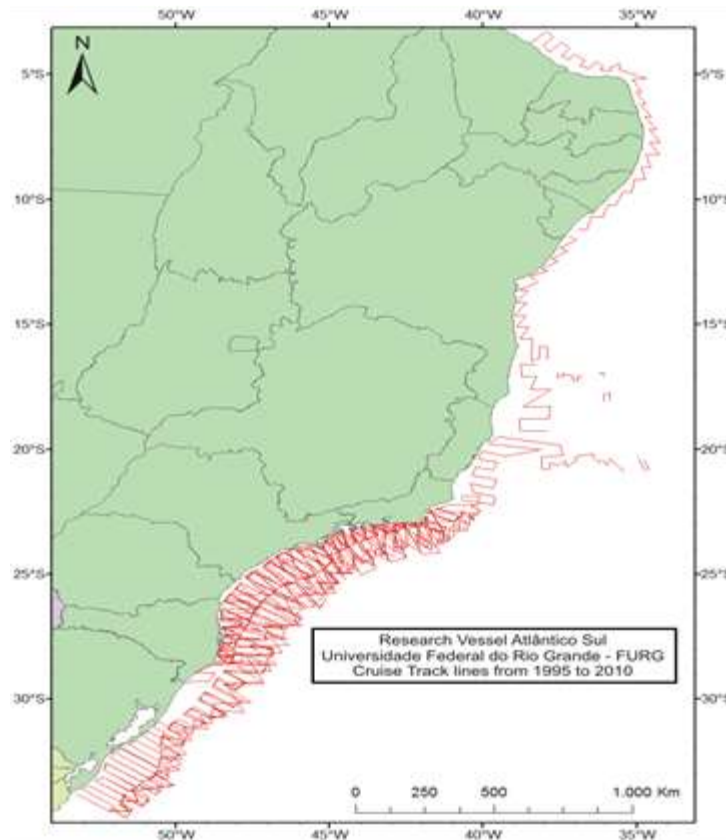 50°W 45°W 40°W 35°W
N
5°S 5°S
10°S 10°S
15°S 15°S
20°S 20°S
25°S 25°S
Research Vessel Atlântico Sul
Universidade Federal do Rio Grande - FURG
Cruise Track lines from 1995 to 2010
30°S 30°S
0 250 500 1.000 Km
50°W 45°W 40°W 35°W